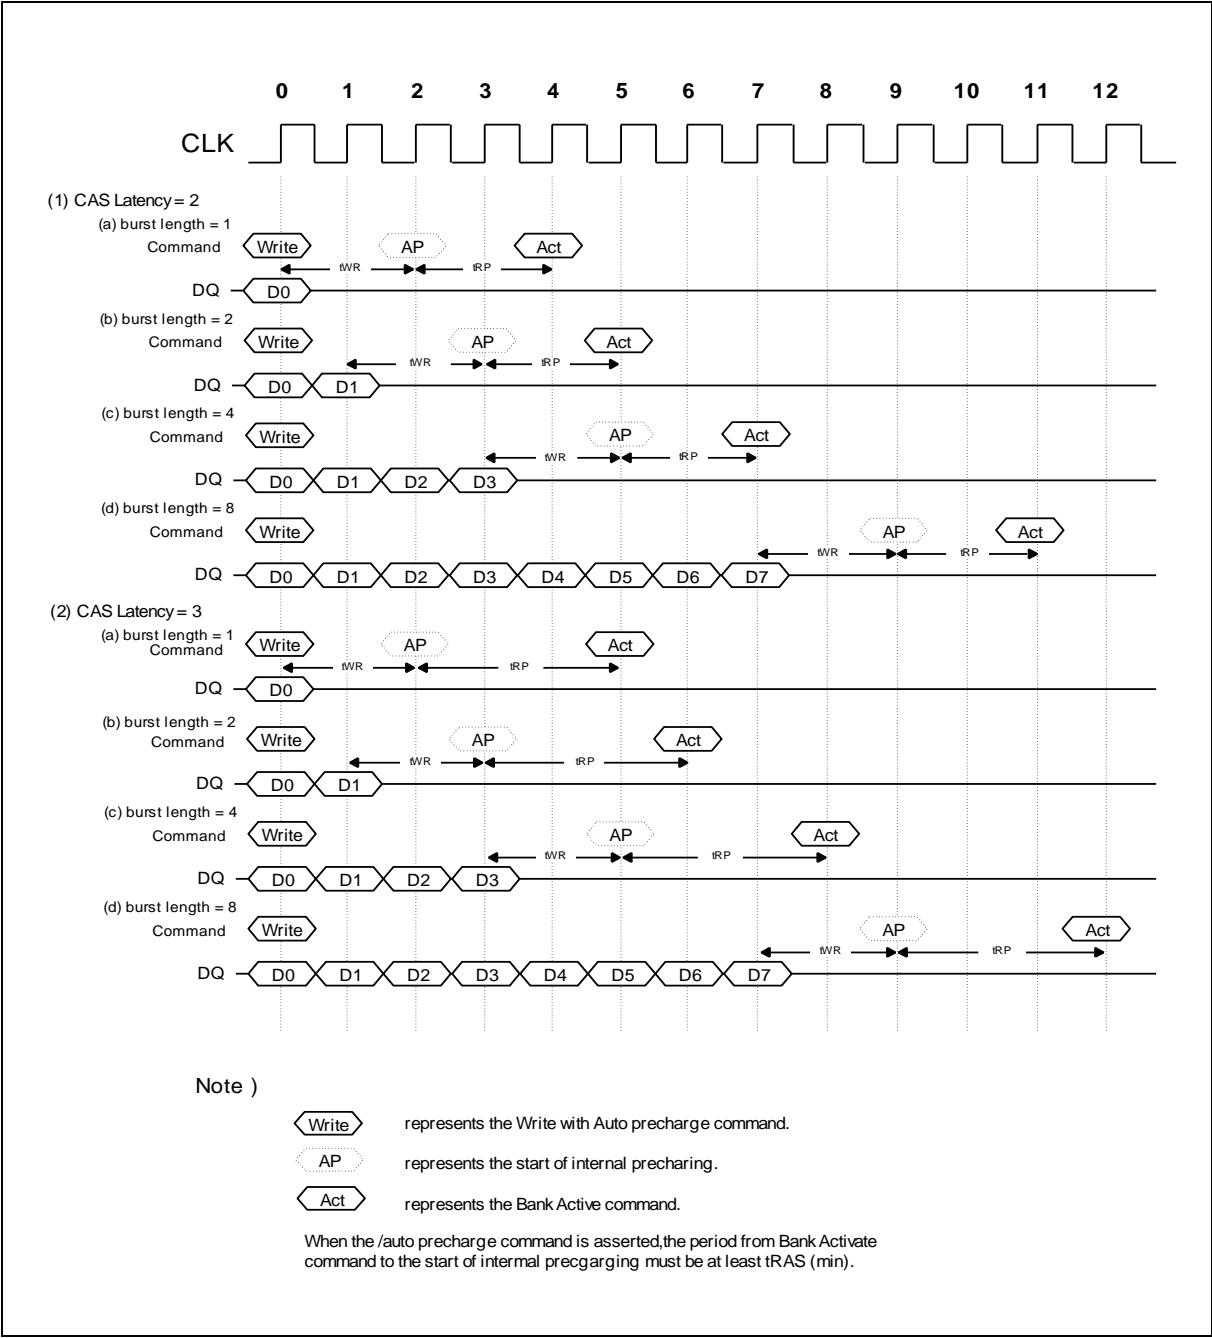 0 1 2 3 4 5 6 7 8 9 10 11 12
CLK
(1) CAS Latency = 2
(a) burst length = 1
Command Write AP Act
tWR tRP
DQ D0
(b) burst length = 2
Command Write AP Act
tWR tRP
DQ D0 D1
(c) burst length = 4
Command Write AP Act
tWR tRP
DQ D0 D1 D2 D3
(d) burst length = 8
Command Write AP Act
tWR tRP
DQ D0 D1 D2 D3 D4 D5 D6 D7
(2) CAS Latency = 3
(a) burst length = 1
Command Write AP Act
tWR tRP
DQ D0
(b) burst length = 2
Command Write AP Act
tWR tRP
DQ D0 D1
(c) burst length = 4
Command Write AP Act
tWR tRP
DQ D0 D1 D2 D3
(d) burst length = 8
Command Write AP Act
tWR tRP
DQ D0 D1 D2 D3 D4 D5 D6 D7
Note )
Write represents the Write with Auto precharge command.
AP represents the start of internal precharing.
Act represents the Bank Active command.
When the /auto precharge command is asserted,the period from Bank Activate
command to the start of intermal precgarging must be at least tRAS (min).